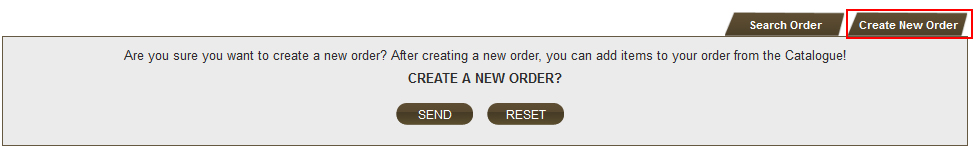 Search Order
Create New Order
Are you sure you want to create a new order? After creating a new order, you can add items to your order from the Catalogue!
CREATE A NEW ORDER?
SEND
RESET